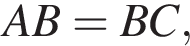 AB = BC,